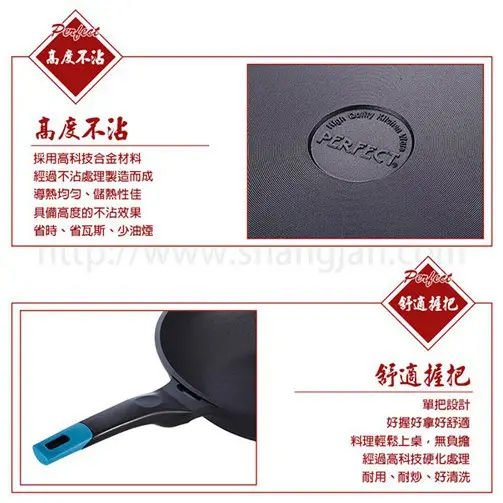 Perfect
高度不沾
高度不沾
採用高科技合金材料
經過不沾處理製造而成
導熱均勻、儲熱性佳
具備高度的不沾效果
省時、省瓦斯、少油煙
High Quality Kitchen Ware
PERFECT
http://www.shangjah.com
Perfect
舒適握把
舒適握把
單把設計
好握好拿好舒適
料理輕鬆上桌，無負擔
經過高科技硬化處理
耐用、耐炒、好清洗